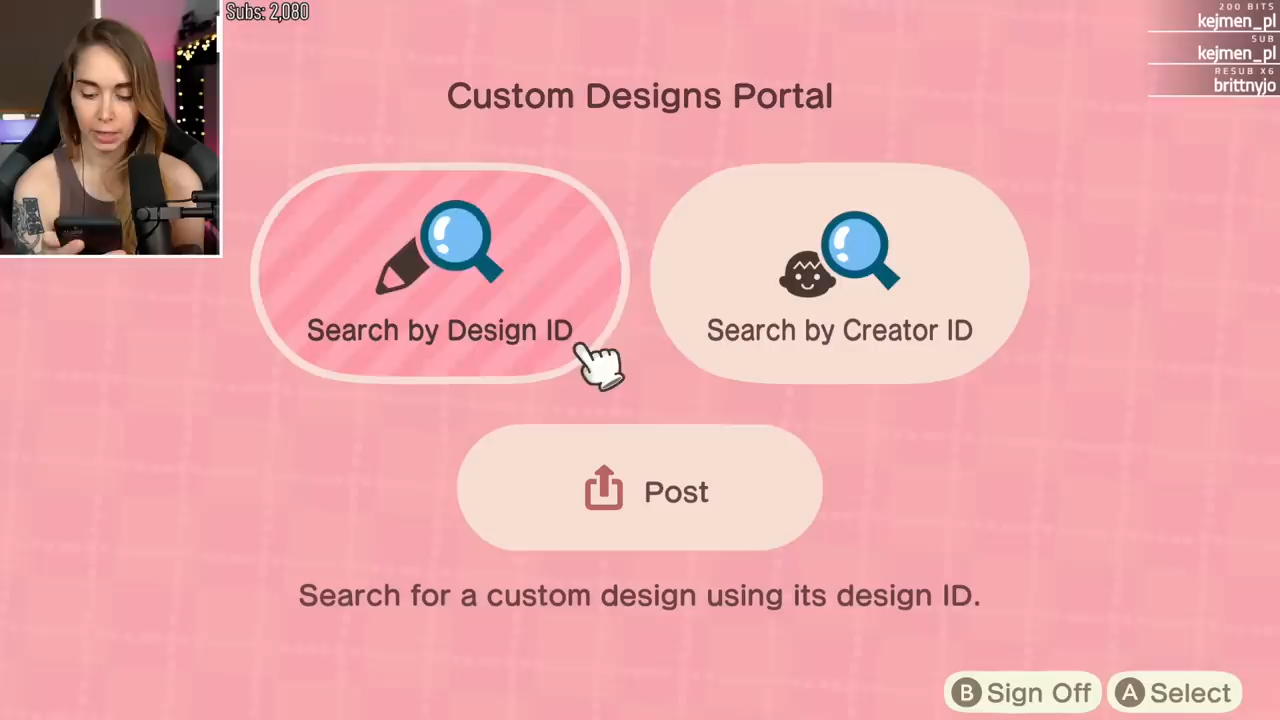 Subs: 2,080
200 BITS
kejmen_pl
SUB
kejmen_pl
RESUB X6
brittnyjo
Custom Designs Portal
Search by Design ID
Search by Creator ID
Post
Search for a custom design using its design ID.
B Sign Off
A Select